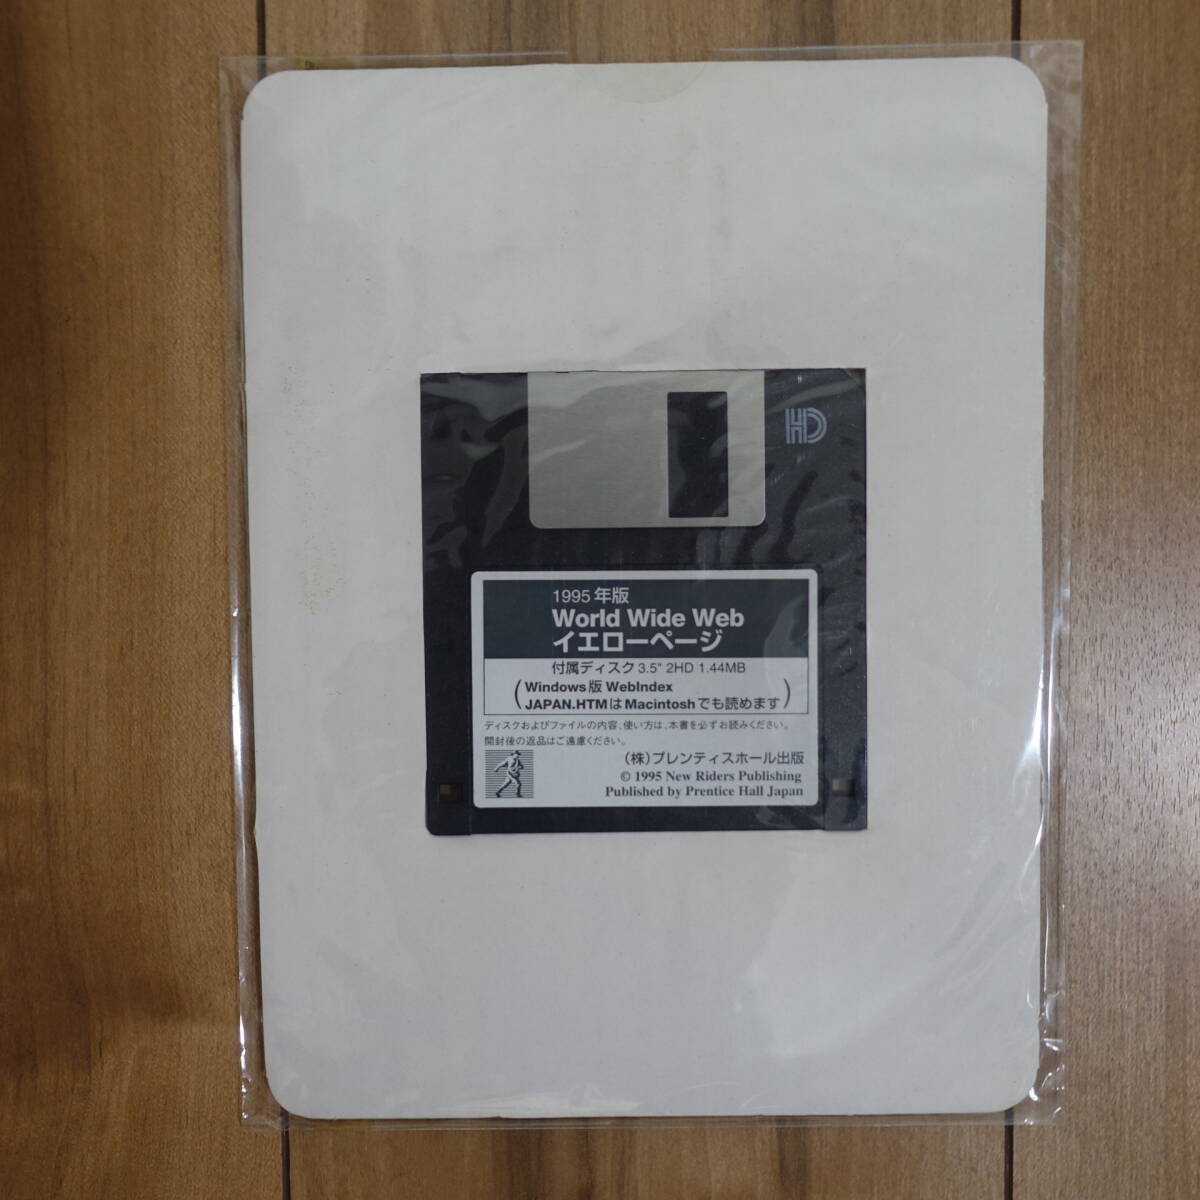 HD
1995年版
World Wide Web
イエローページ
付属ディスク 3.5" 2HD 1.44MB
(Windows版 WebIndex
JAPAN.HTMはMacintoshでも読めます)
ディスクおよびファイルの内容、使い方は、本書を必ずお読みください。
開封後の返品はご遠慮ください。
(株)プレンティスホール出版
© 1995 New Riders Publishing
Published by Prentice Hall Japan